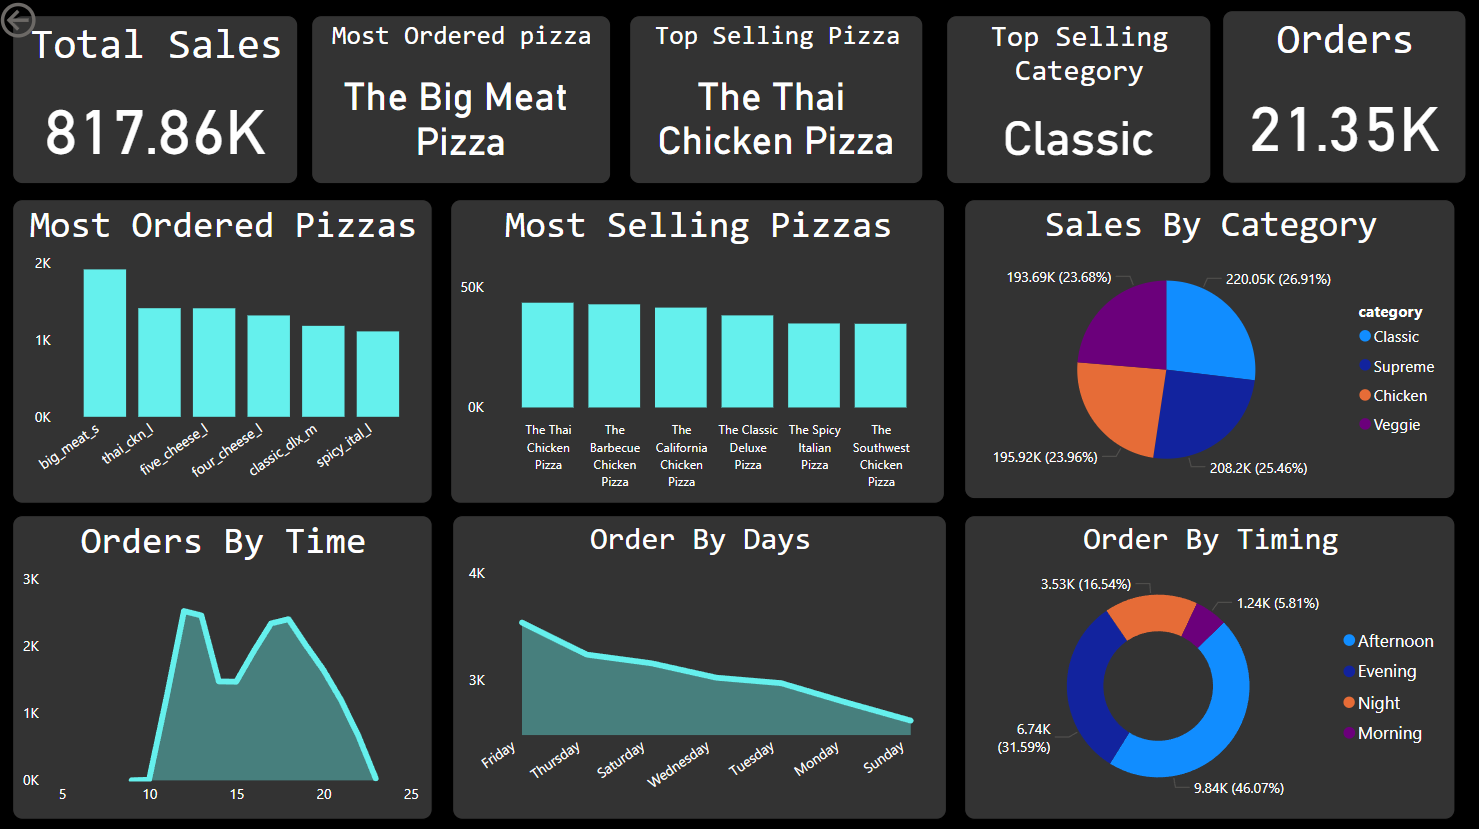 Total Sales
817.86K
Most Ordered pizza
The Big Meat
Pizza
Top Selling Pizza
The Thai
Chicken Pizza
Top Selling
Category
Classic
Orders
21.35K
Most Ordered Pizzas
2K
1K
0K
big_meat_s
thai_ckn_l
five_cheese_l
four_cheese_l
classic_dlx_m
spicy_ital_l
Most Selling Pizzas
50K
0K
The Thai
Chicken
Pizza
The
Barbecue
Chicken
Pizza
The
California
Chicken
Pizza
The Classic
Deluxe
Pizza
The Spicy
Italian
Pizza
The
Southwest
Chicken
Pizza
Sales By Category
193.69K (23.68%)
220.05K (26.91%)
195.92K (23.96%)
208.2K (25.46%)
category
Classic
Supreme
Chicken
Veggie
Orders By Time
3K
2K
1K
0K
5
10
15
20
25
Order By Days
4K
3K
Friday
Thursday
Saturday
Wednesday
Tuesday
Monday
Sunday
Order By Timing
3.53K (16.54%)
1.24K (5.81%)
6.74K
(31.59%)
9.84K (46.07%)
Afternoon
Evening
Night
Morning